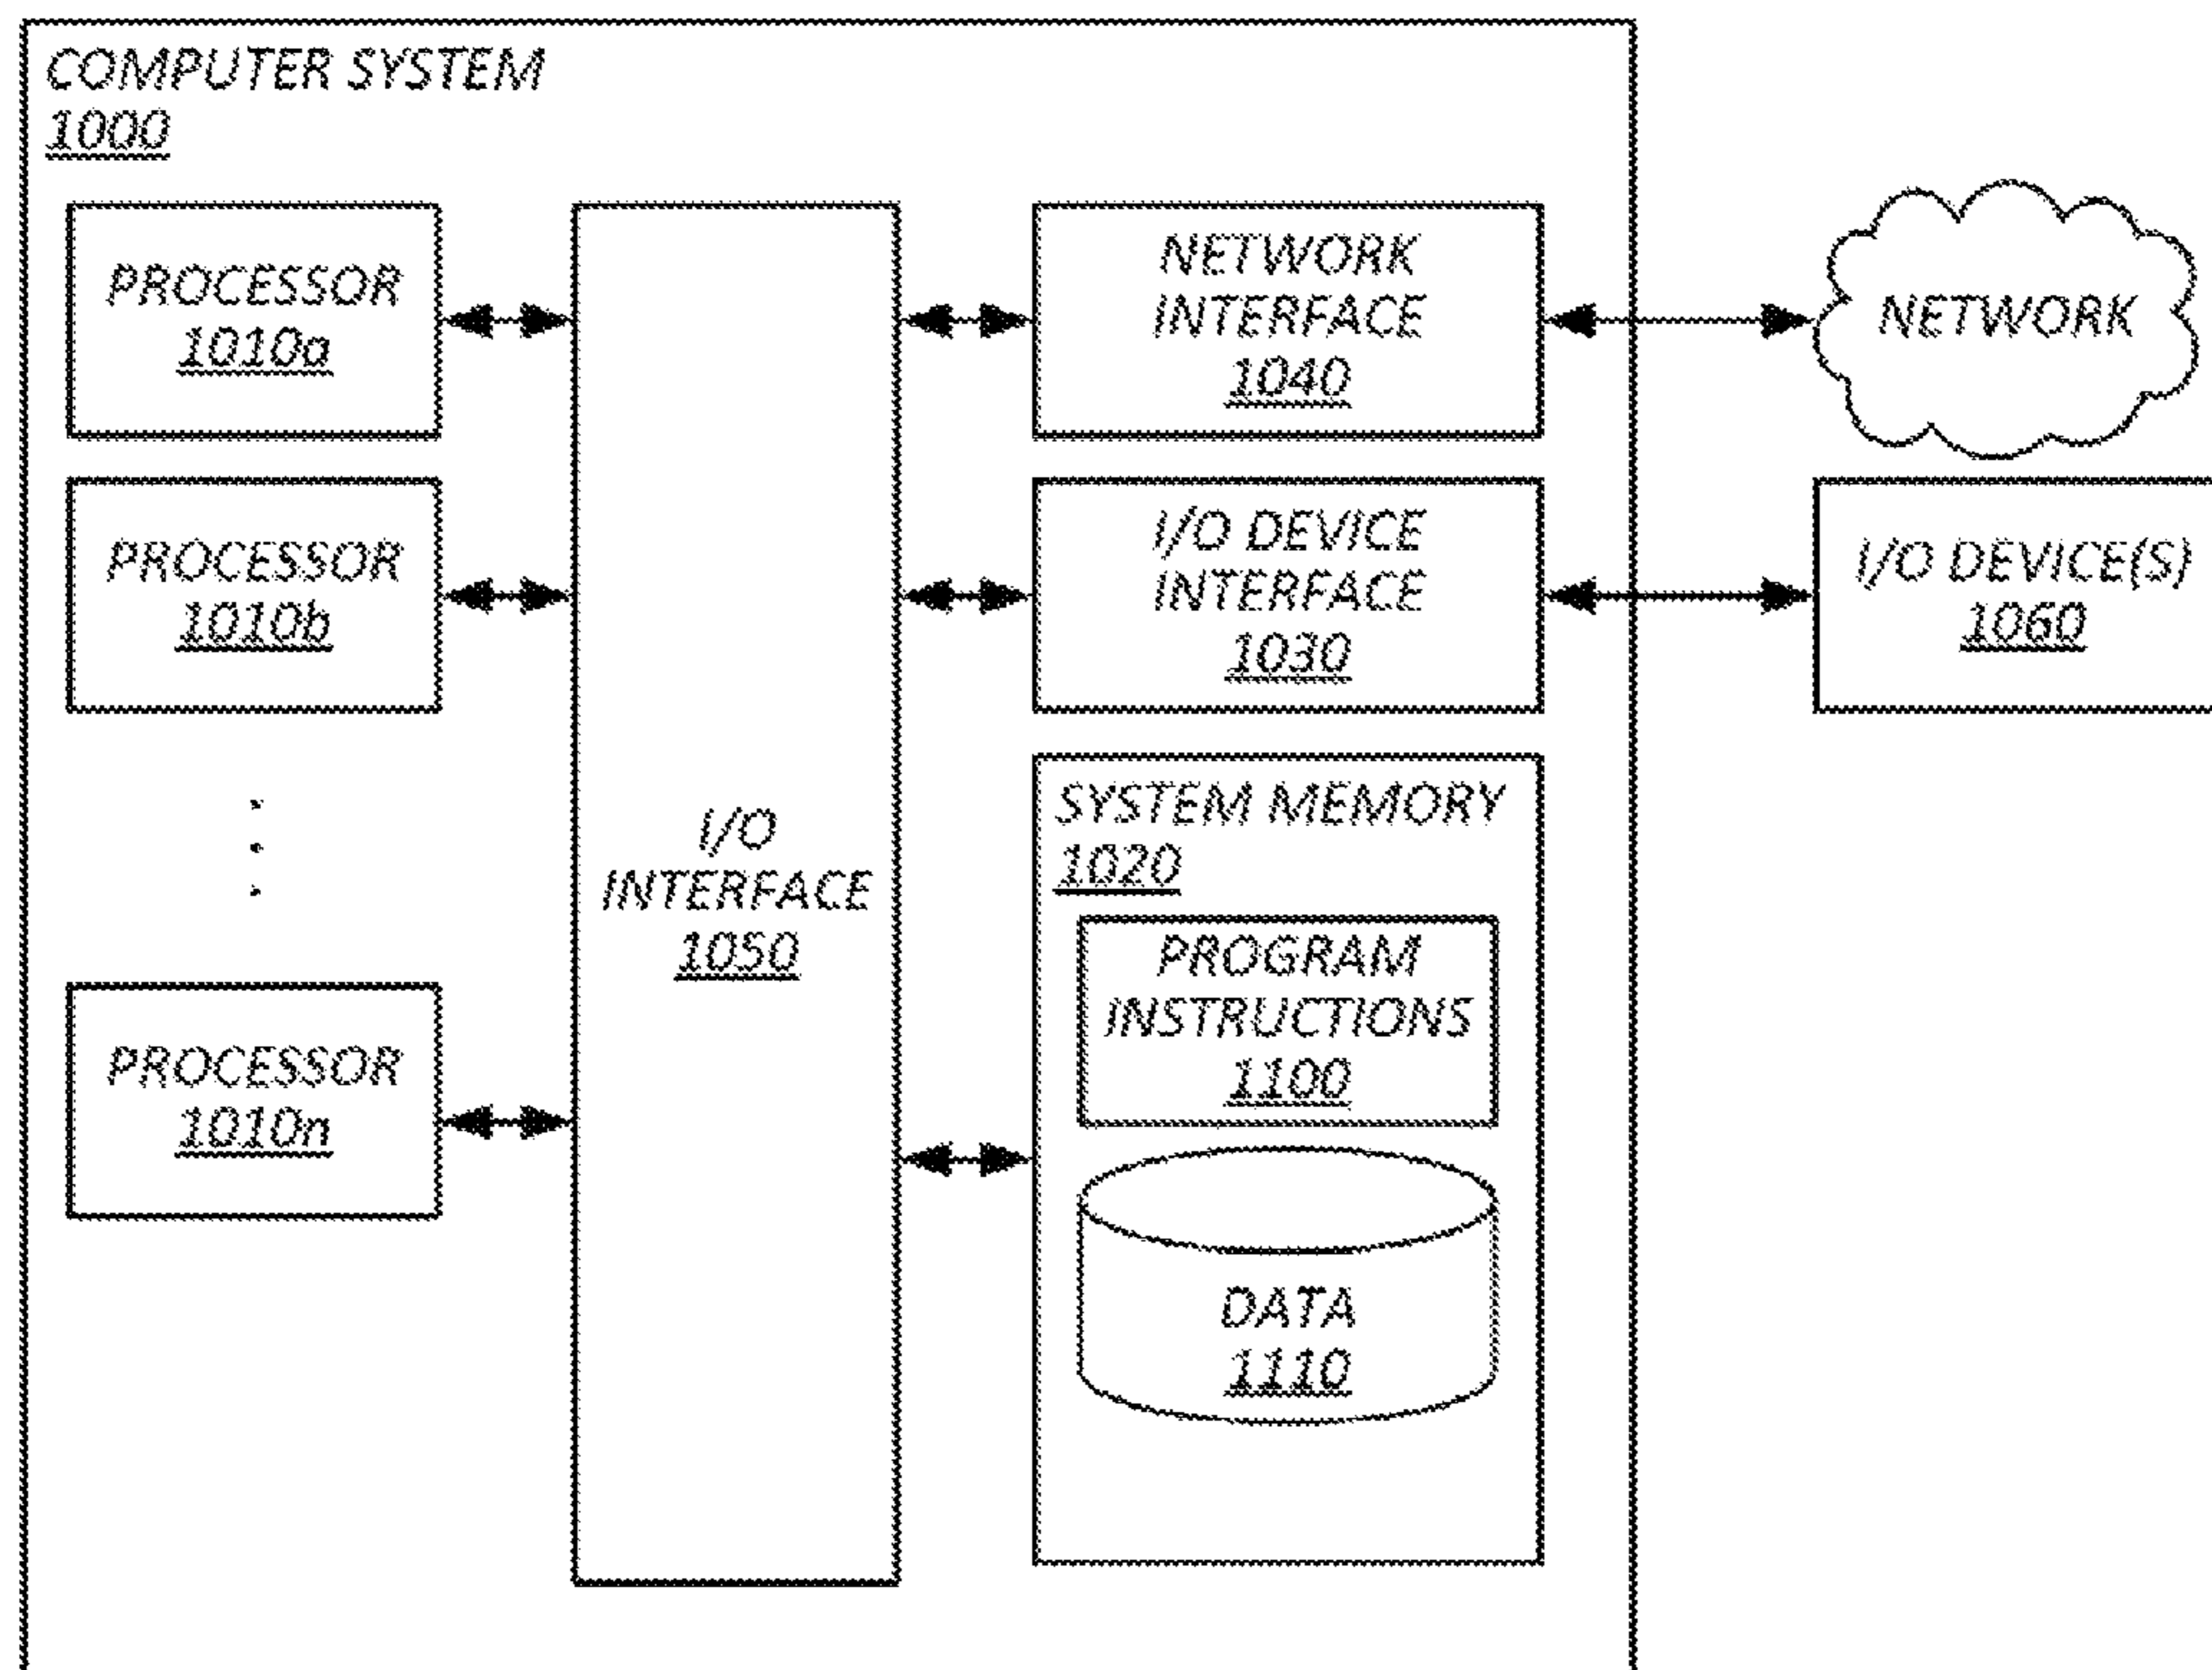 COMPUTER SYSTEM
1000
PROCESSOR
1010a
PROCESSOR
1010b
PROCESSOR
1010n
I/O
INTERFACE
1050
NETWORK
INTERFACE
1040
I/O DEVICE
INTERFACE
1030
SYSTEM MEMORY
1020
PROGRAM
INSTRUCTIONS
1100
DATA
1110
NETWORK
I/O DEVICE(S)
1060